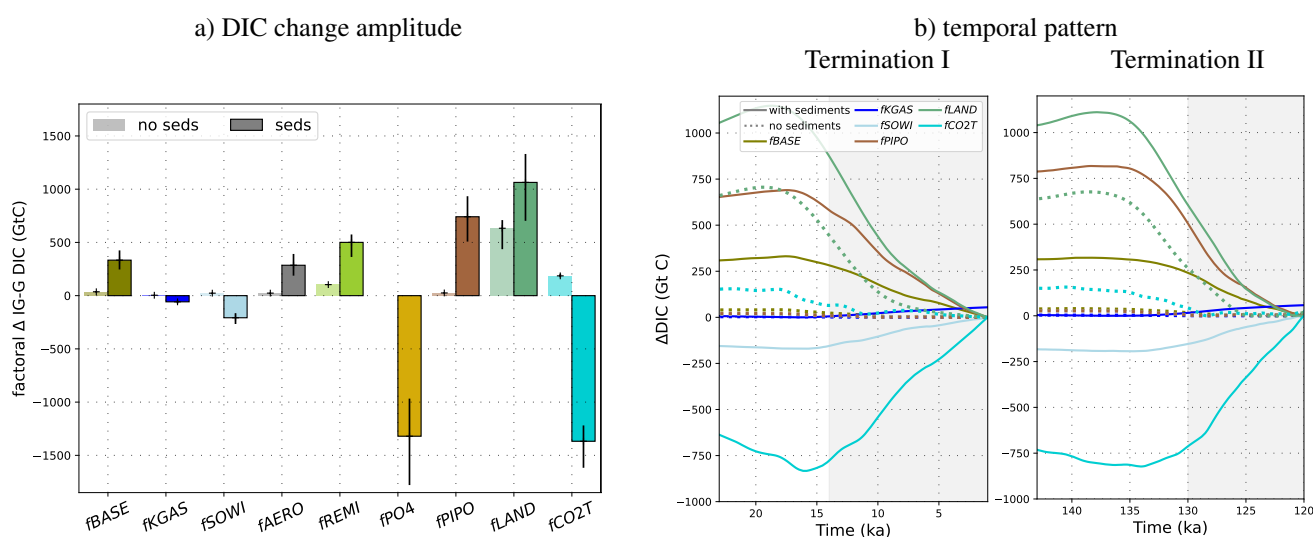 a) DIC change amplitude
b) temporal pattern
Termination I
Termination II
no seds
seds
factoral Δ IG-G DIC (GtC)
1500
1000
500
0
−500
−1000
−1500
fBASE
fKGAS
fSOWI
fAERO
fREMI
fPO4
fPIPO
fLAND
fCO2T
with sediments
no sediments
fBASE
fKGAS
fSOWI
fPIPO
fLAND
fCO2T
ΔDIC (Gt C)
1000
750
500
250
0
−250
−500
−750
−1000
20
15
10
5
Time (ka)
1000
750
500
250
0
−250
−500
−750
−1000
140
135
130
125
120
Time (ka)